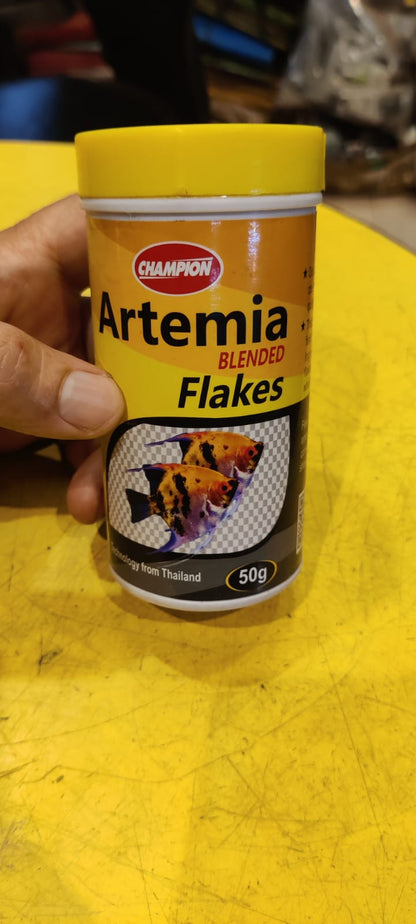 CHAMPION
Artemia
BLENDED
Flakes
Technology from Thailand
50g